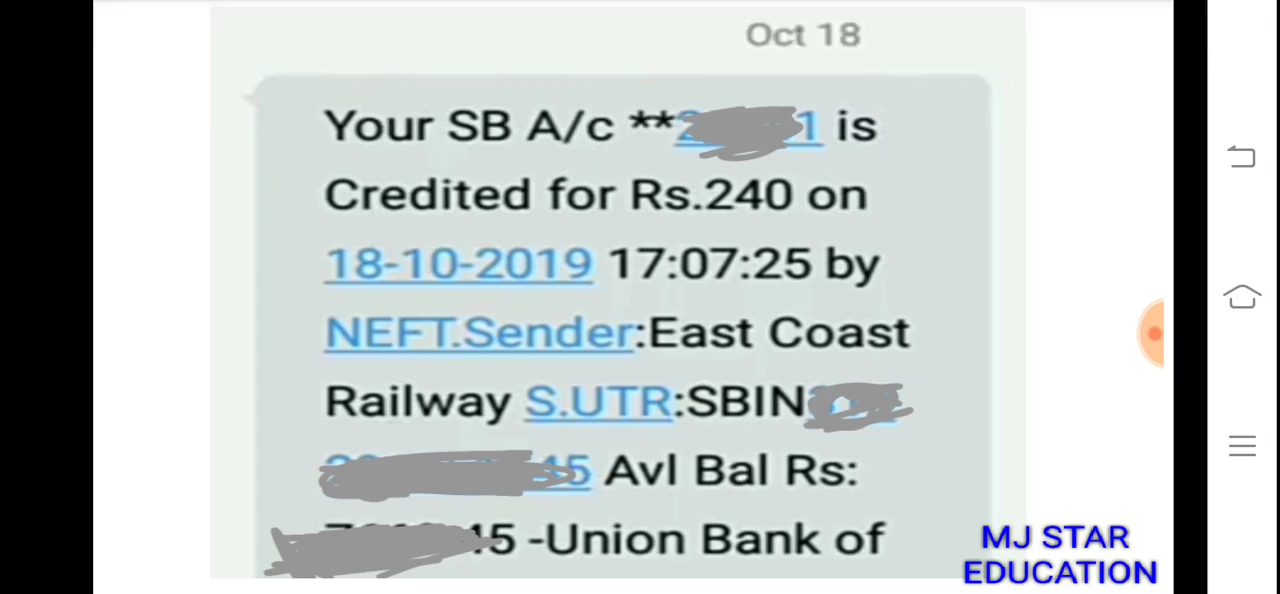 Oct 18
Your SB A/c ** 1 is
Credited for Rs.240 on
18-10-2019 17:07:25 by
NEFT.Sender:East Coast
Railway S.UTR:SBIN
45 Avl Bal Rs:
45 -Union Bank of
MJ STAR
EDUCATION